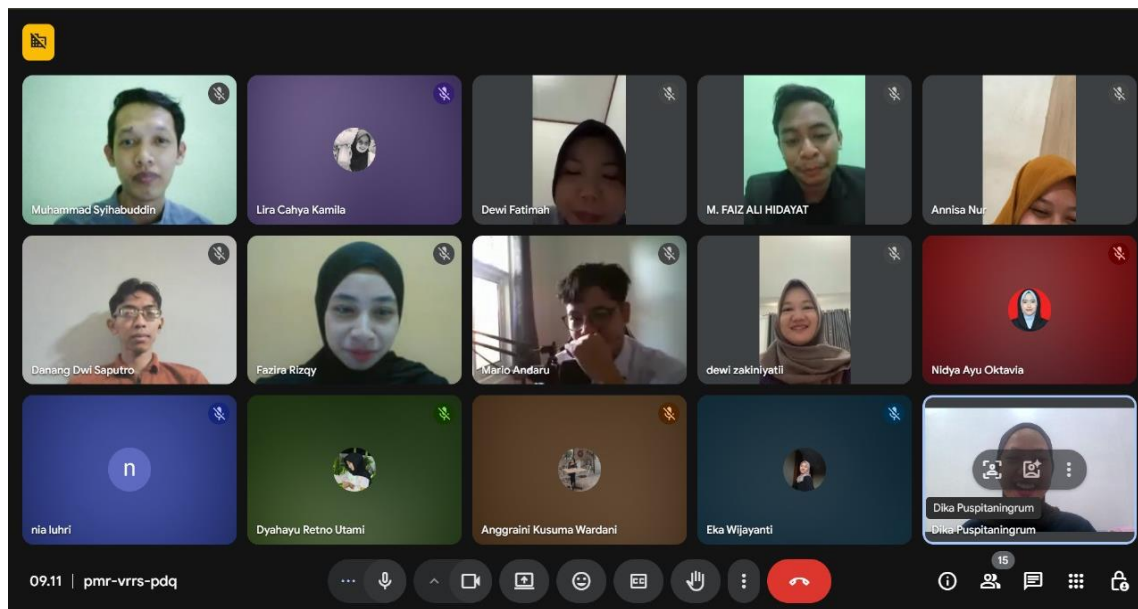 Muhammad Syihabuddin
Lira Cahya Kamila
Dewi Fatimah
M. FAIZ ALI HIDAYAT
Annisa Nur
Danang Dwi Saputro
Fazira Rizqy
Mario Andaru
dewi zakiniyatii
Nidya Ayu Oktavia
n
nia luhri
Dyahayu Retno Utami
Anggraini Kusuma Wardani
Eka Wijayanti
Dika Puspitaningrum
Dika Puspitaningrum
09.11 | pmr-vrrs-pdq
CC
15